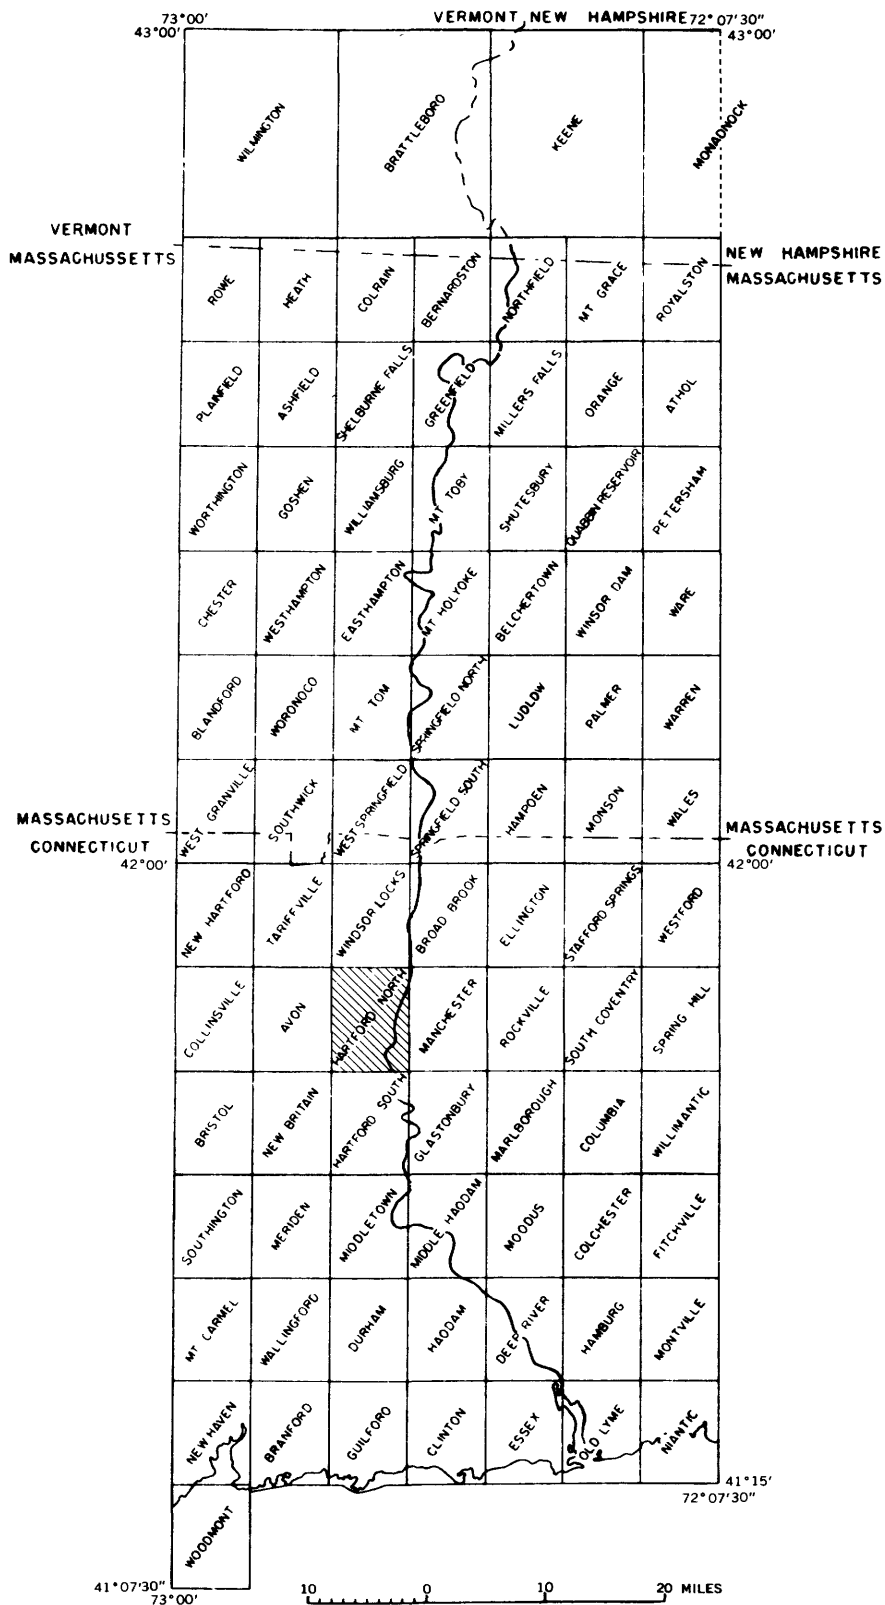 VERMONT NEW HAMPSHIRE
73°00'
72°07'30"
43°00'
43°00'
WILMINGTON
BRATTLEBORO
KEENE
MONADNOCK
VERMONT
MASSACHUSSETTS
NEW HAMPSHIRE
MASSACHUSETTS
ROWE
HEATH
COLRAIN
BERNARDSTON
NORTHFIELD
MT GRACE
ROYALSTON
PLAINFIELD
ASHFIELD
SHELBURNE FALLS
GREENFIELD
MILLERS FALLS
ORANGE
ATHOL
WORTHINGTON
GOSHEN
WILLIAMSBURG
MT TOBY
SHUTESBURY
QUABBIN RESERVOIR
PETERSHAM
CHESTER
WESTHAMPTON
EASTHAMPTON
MT HOLYOKE
BELCHERTOWN
WINSOR DAM
WARE
BLANDFORD
WORONOCO
MT TOM
SPRINGFIELD NORTH
LUDLOW
PALMER
WARREN
WEST GRANVILLE
SOUTHWICK
WEST SPRINGFIELD
SPRINGFIELD SOUTH
HAMPDEN
MONSON
WALES
MASSACHUSETTS
CONNECTICUT
MASSACHUSETTS
CONNECTICUT
42°00'
42°00'
NEW HARTFORD
TARIFFVILLE
WINDSOR LOCKS
BROAD BROOK
ELLINGTON
STAFFORD SPRINGS
WESTFORD
COLLINSVILLE
AVON
HARTFORD NORTH
MANCHESTER
ROCKVILLE
SOUTH COVENTRY
SPRING HILL
BRISTOL
NEW BRITAIN
HARTFORD SOUTH
GLASTONBURY
MARLBOROUGH
COLUMBIA
WILLIMANTIC
SOUTHINGTON
MERIDEN
MIDDLETOWN
MIDDLE HAODAM
MOODUS
COLCHESTER
FITCHVILLE
MT CARMEL
WALLINGFORD
DURHAM
HAODAM
DEEP RIVER
HAMBURG
MONTVILLE
NEW HAVEN
BRANFORD
GUILFORD
CLINTON
ESSEX
OLD LYME
NIANTIC
41°15'
72°07'30"
WOODMONT
41°07'30"
73°00'
10 0 10 20 MILES